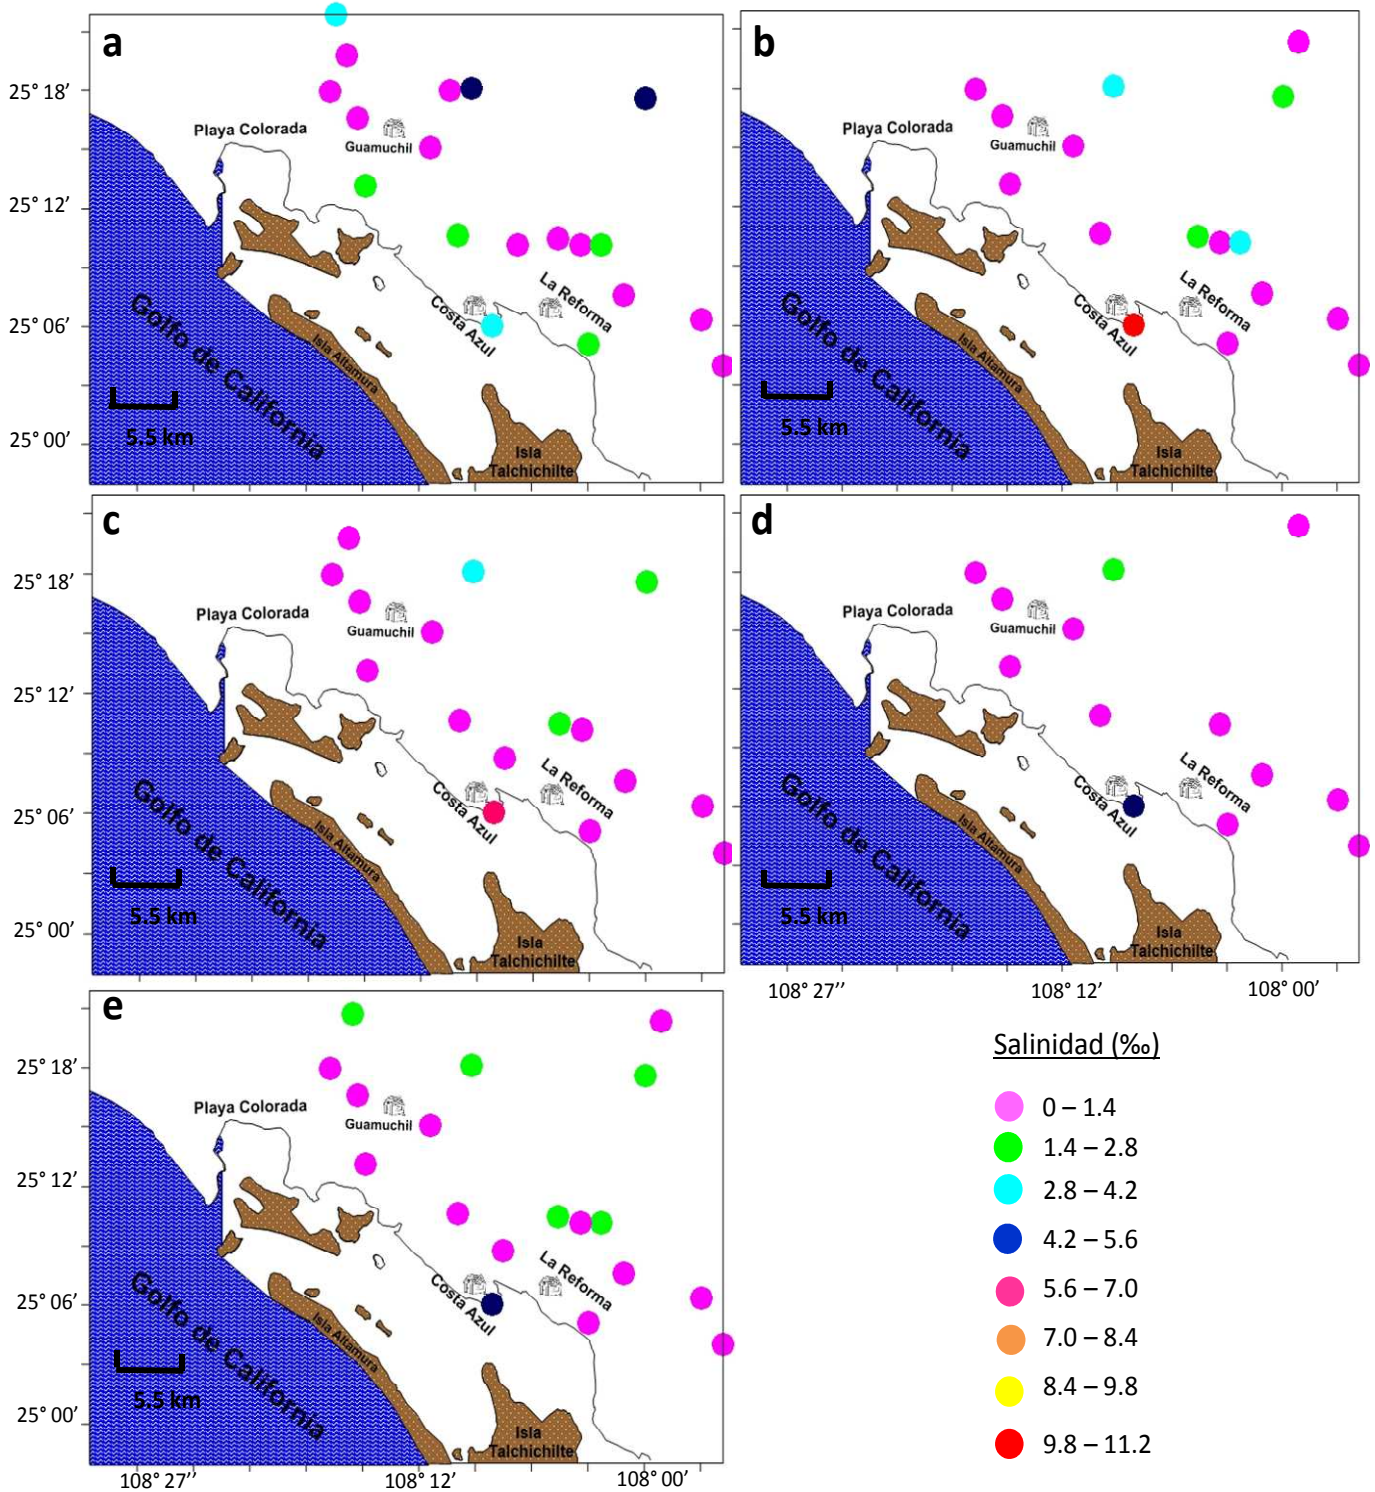 a
25° 18’
Playa Colorada
Guamuchil
25° 12’
La Reforma
Costa Azul
25° 06’
Golfo de California
Isla Altamura
5.5 km
25° 00’
Isla
Talchichilte
b
Playa Colorada
Guamuchil
La Reforma
Costa Azul
Golfo de California
Isla Altamura
5.5 km
Isla
Talchichilte
c
25° 18’
Playa Colorada
Guamuchil
25° 12’
La Reforma
Costa Azul
25° 06’
Golfo de California
Isla Altamura
5.5 km
25° 00’
Isla
Talchichilte
d
Playa Colorada
Guamuchil
La Reforma
Costa Azul
Golfo de California
Isla Altamura
5.5 km
Isla
Talchichilte
108° 27’’ 108° 12’ 108° 00’
e
25° 18’
Playa Colorada
Guamuchil
25° 12’
La Reforma
Costa Azul
25° 06’
Golfo de California
Isla Altamura
5.5 km
25° 00’
Isla
Talchichilte
108° 27’’ 108° 12’ 108° 00’
Salinidad (‰)
0 – 1.4
1.4 – 2.8
2.8 – 4.2
4.2 – 5.6
5.6 – 7.0
7.0 – 8.4
8.4 – 9.8
9.8 – 11.2